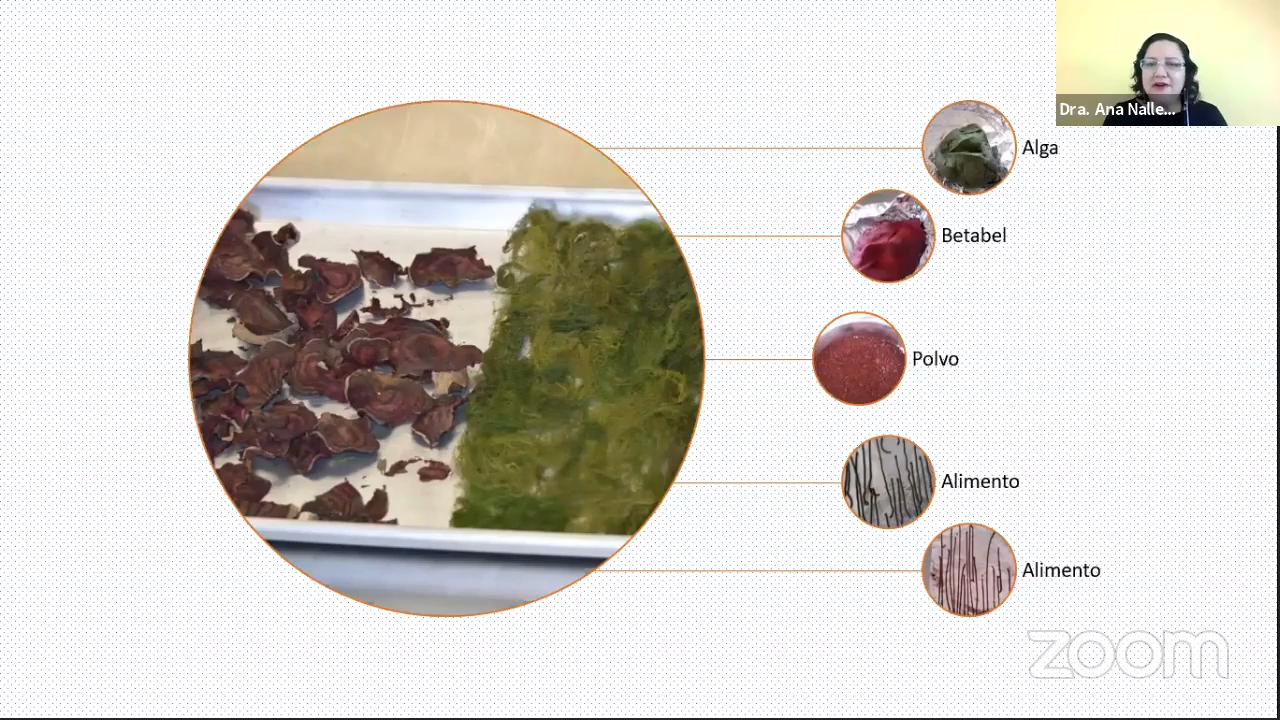 Dra. Ana Nalle...
Alga
Betabel
Polvo
Alimento
Alimento
zoom